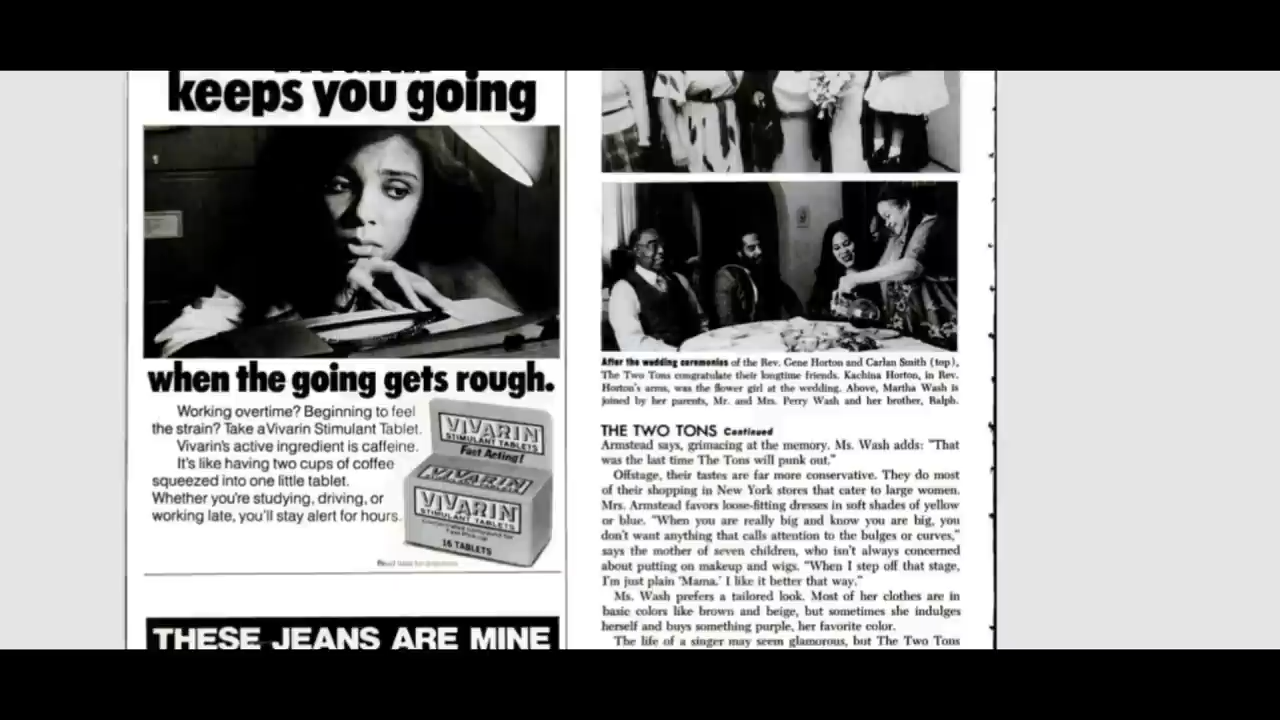 keeps you going
when the going gets rough.
Working overtime? Beginning to feel
the strain? Take a Vivarin Stimulant Tablet.
Vivarin's active ingredient is caffeine.
It's like having two cups of coffee
squeezed into one little tablet.
Whether you're studying, driving, or
working late, you'll stay alert for hours.
VIVARIN
STIMULANT TABLETS
Fast Acting!
VIVARIN
VIVARIN
STIMULANT TABLETS
16 TABLETS
THESE JEANS ARE MINE
After the wedding ceremonies of the Rev. Gene Horton and Carlan Smith (top),
The Two Tons congratulate their longtime friends. Kachina Horton, in Rev.
Horton's arms, was the flower girl at the wedding. Above, Martha Wash is
joined by her parents, Mr. and Mrs. Perry Wash and her brother, Ralph.
THE TWO TONS Continued
Armstead says, grimacing at the memory. Ms. Wash adds: "That
was the last time The Tons will punk out."
Offstage, their tastes are far more conservative. They do most
of their shopping in New York stores that cater to large women.
Mrs. Armstead favors loose-fitting dresses in soft shades of yellow
or blue. "When you are really big and know you are big, you
don't want anything that calls attention to the bulges or curves,"
says the mother of seven children, who isn't always concerned
about putting on makeup and wigs. "When I step off that stage,
I'm just plain 'Mama.' I like it better that way."
Ms. Wash prefers a tailored look. Most of her clothes are in
basic colors like brown and beige, but sometimes she indulges
herself and buys something purple, her favorite color.
The life of a singer may seem glamorous, but The Two Tons